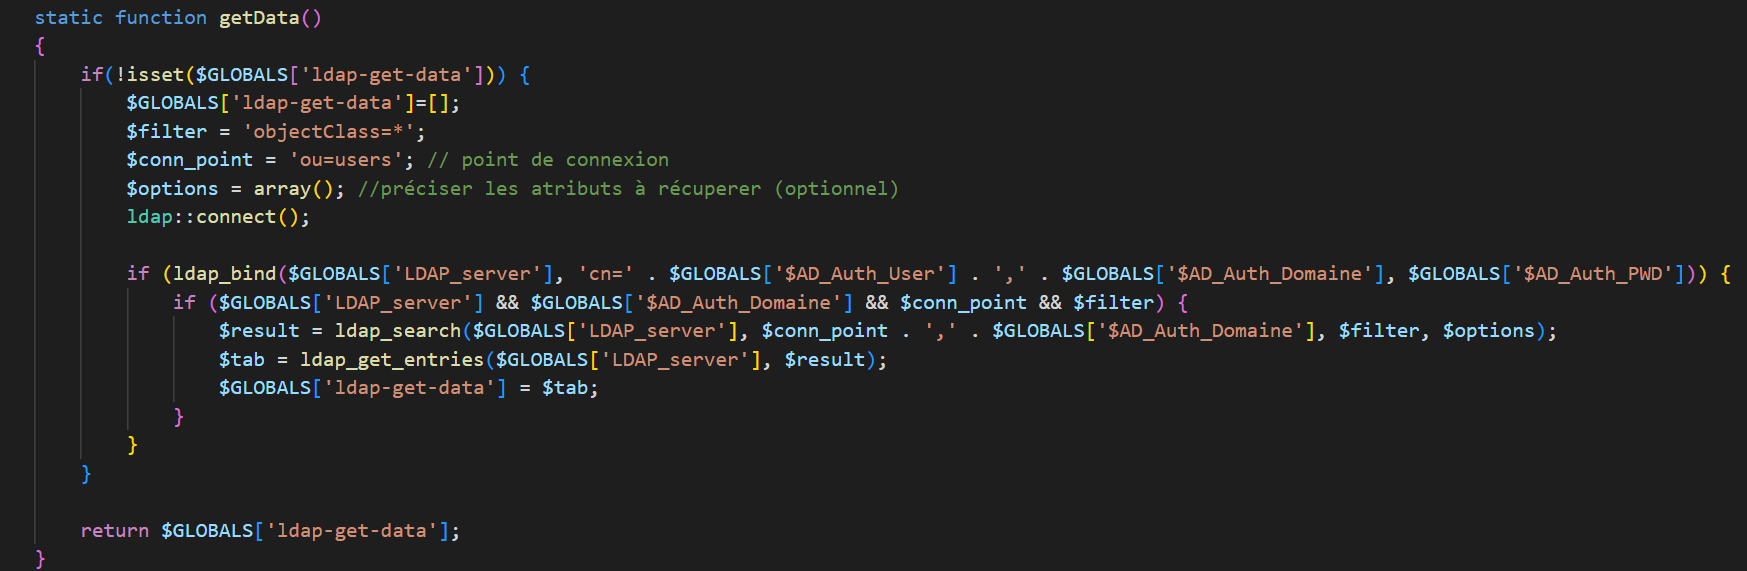 static function getData()
{
if(!isset($GLOBALS['ldap-get-data'])) {
$GLOBALS['ldap-get-data']=[];
$filter = 'objectClass=*';
$conn_point = 'ou=users'; // point de connexion
$options = array(); //préciser les atributs à récuperer (optionnel)
ldap::connect();
if (ldap_bind($GLOBALS['LDAP_server'], 'cn=' . $GLOBALS['$AD_Auth_User'] . ',' . $GLOBALS['$AD_Auth_Domaine'], $GLOBALS['$AD_Auth_PWD'])) {
if ($GLOBALS['LDAP_server'] && $GLOBALS['$AD_Auth_Domaine'] && $conn_point && $filter) {
$result = ldap_search($GLOBALS['LDAP_server'], $conn_point . ',' . $GLOBALS['$AD_Auth_Domaine'], $filter, $options);
$tab = ldap_get_entries($GLOBALS['LDAP_server'], $result);
$GLOBALS['ldap-get-data'] = $tab;
}
}
}
return $GLOBALS['ldap-get-data'];
}